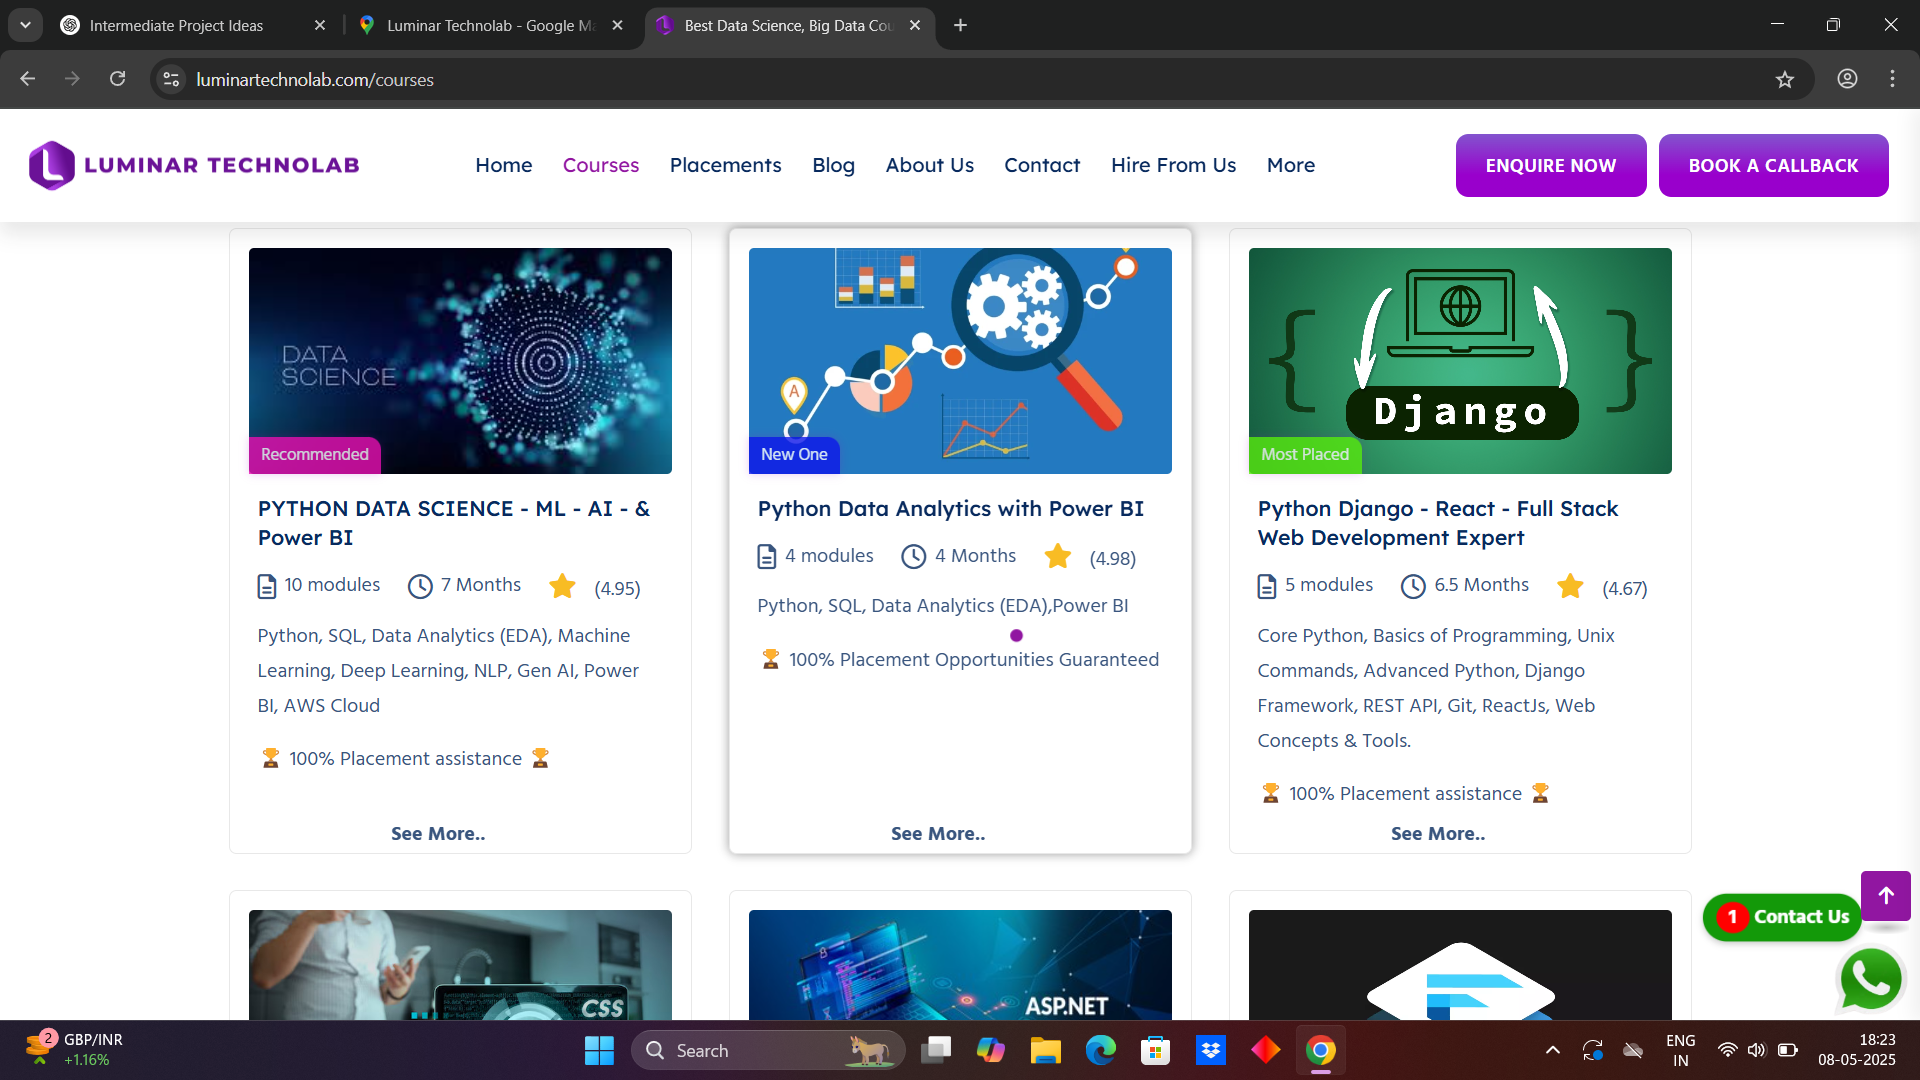 Intermediate Project Ideas
Luminar Technolab - Google Ma
Best Data Science, Big Data Cou
luminartechnolab.com/courses
LUMINAR TECHNOLAB
Home
Courses
Placements
Blog
About Us
Contact
Hire From Us
More
ENQUIRE NOW
BOOK A CALLBACK
DATA
SCIENCE
Recommended
PYTHON DATA SCIENCE - ML - AI - &
Power BI
10 modules
7 Months
(4.95)
Python, SQL, Data Analytics (EDA), Machine
Learning, Deep Learning, NLP, Gen AI, Power
BI, AWS Cloud
🏆 100% Placement assistance 🏆
See More..
A
New One
Python Data Analytics with Power BI
4 modules
4 Months
(4.98)
Python, SQL, Data Analytics (EDA),Power BI
🏆 100% Placement Opportunities Guaranteed
See More..
{ }
Django
Most Placed
Python Django - React - Full Stack
Web Development Expert
5 modules
6.5 Months
(4.67)
Core Python, Basics of Programming, Unix
Commands, Advanced Python, Django
Framework, REST API, Git, ReactJs, Web
Concepts & Tools.
🏆 100% Placement assistance 🏆
See More..
CSS
ASP.NET
1 Contact Us
2
GBP/INR
+1.16%
Search
ENG
IN
18:23
08-05-2025